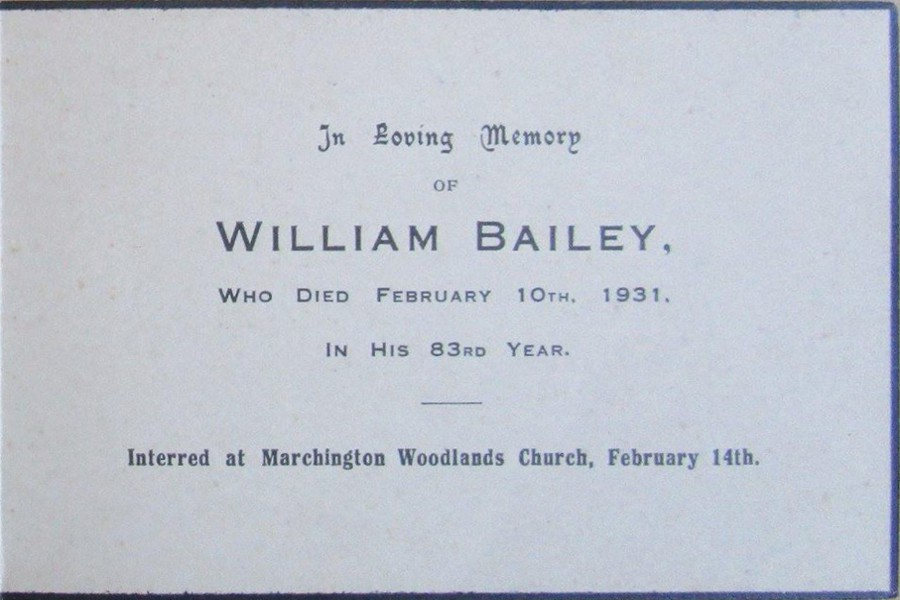 In Loving Memory
OF
WILLIAM BAILEY,
WHO DIED FEBRUARY 10TH, 1931,
IN HIS 83RD YEAR.
Interred at Marchington Woodlands Church, February 14th.